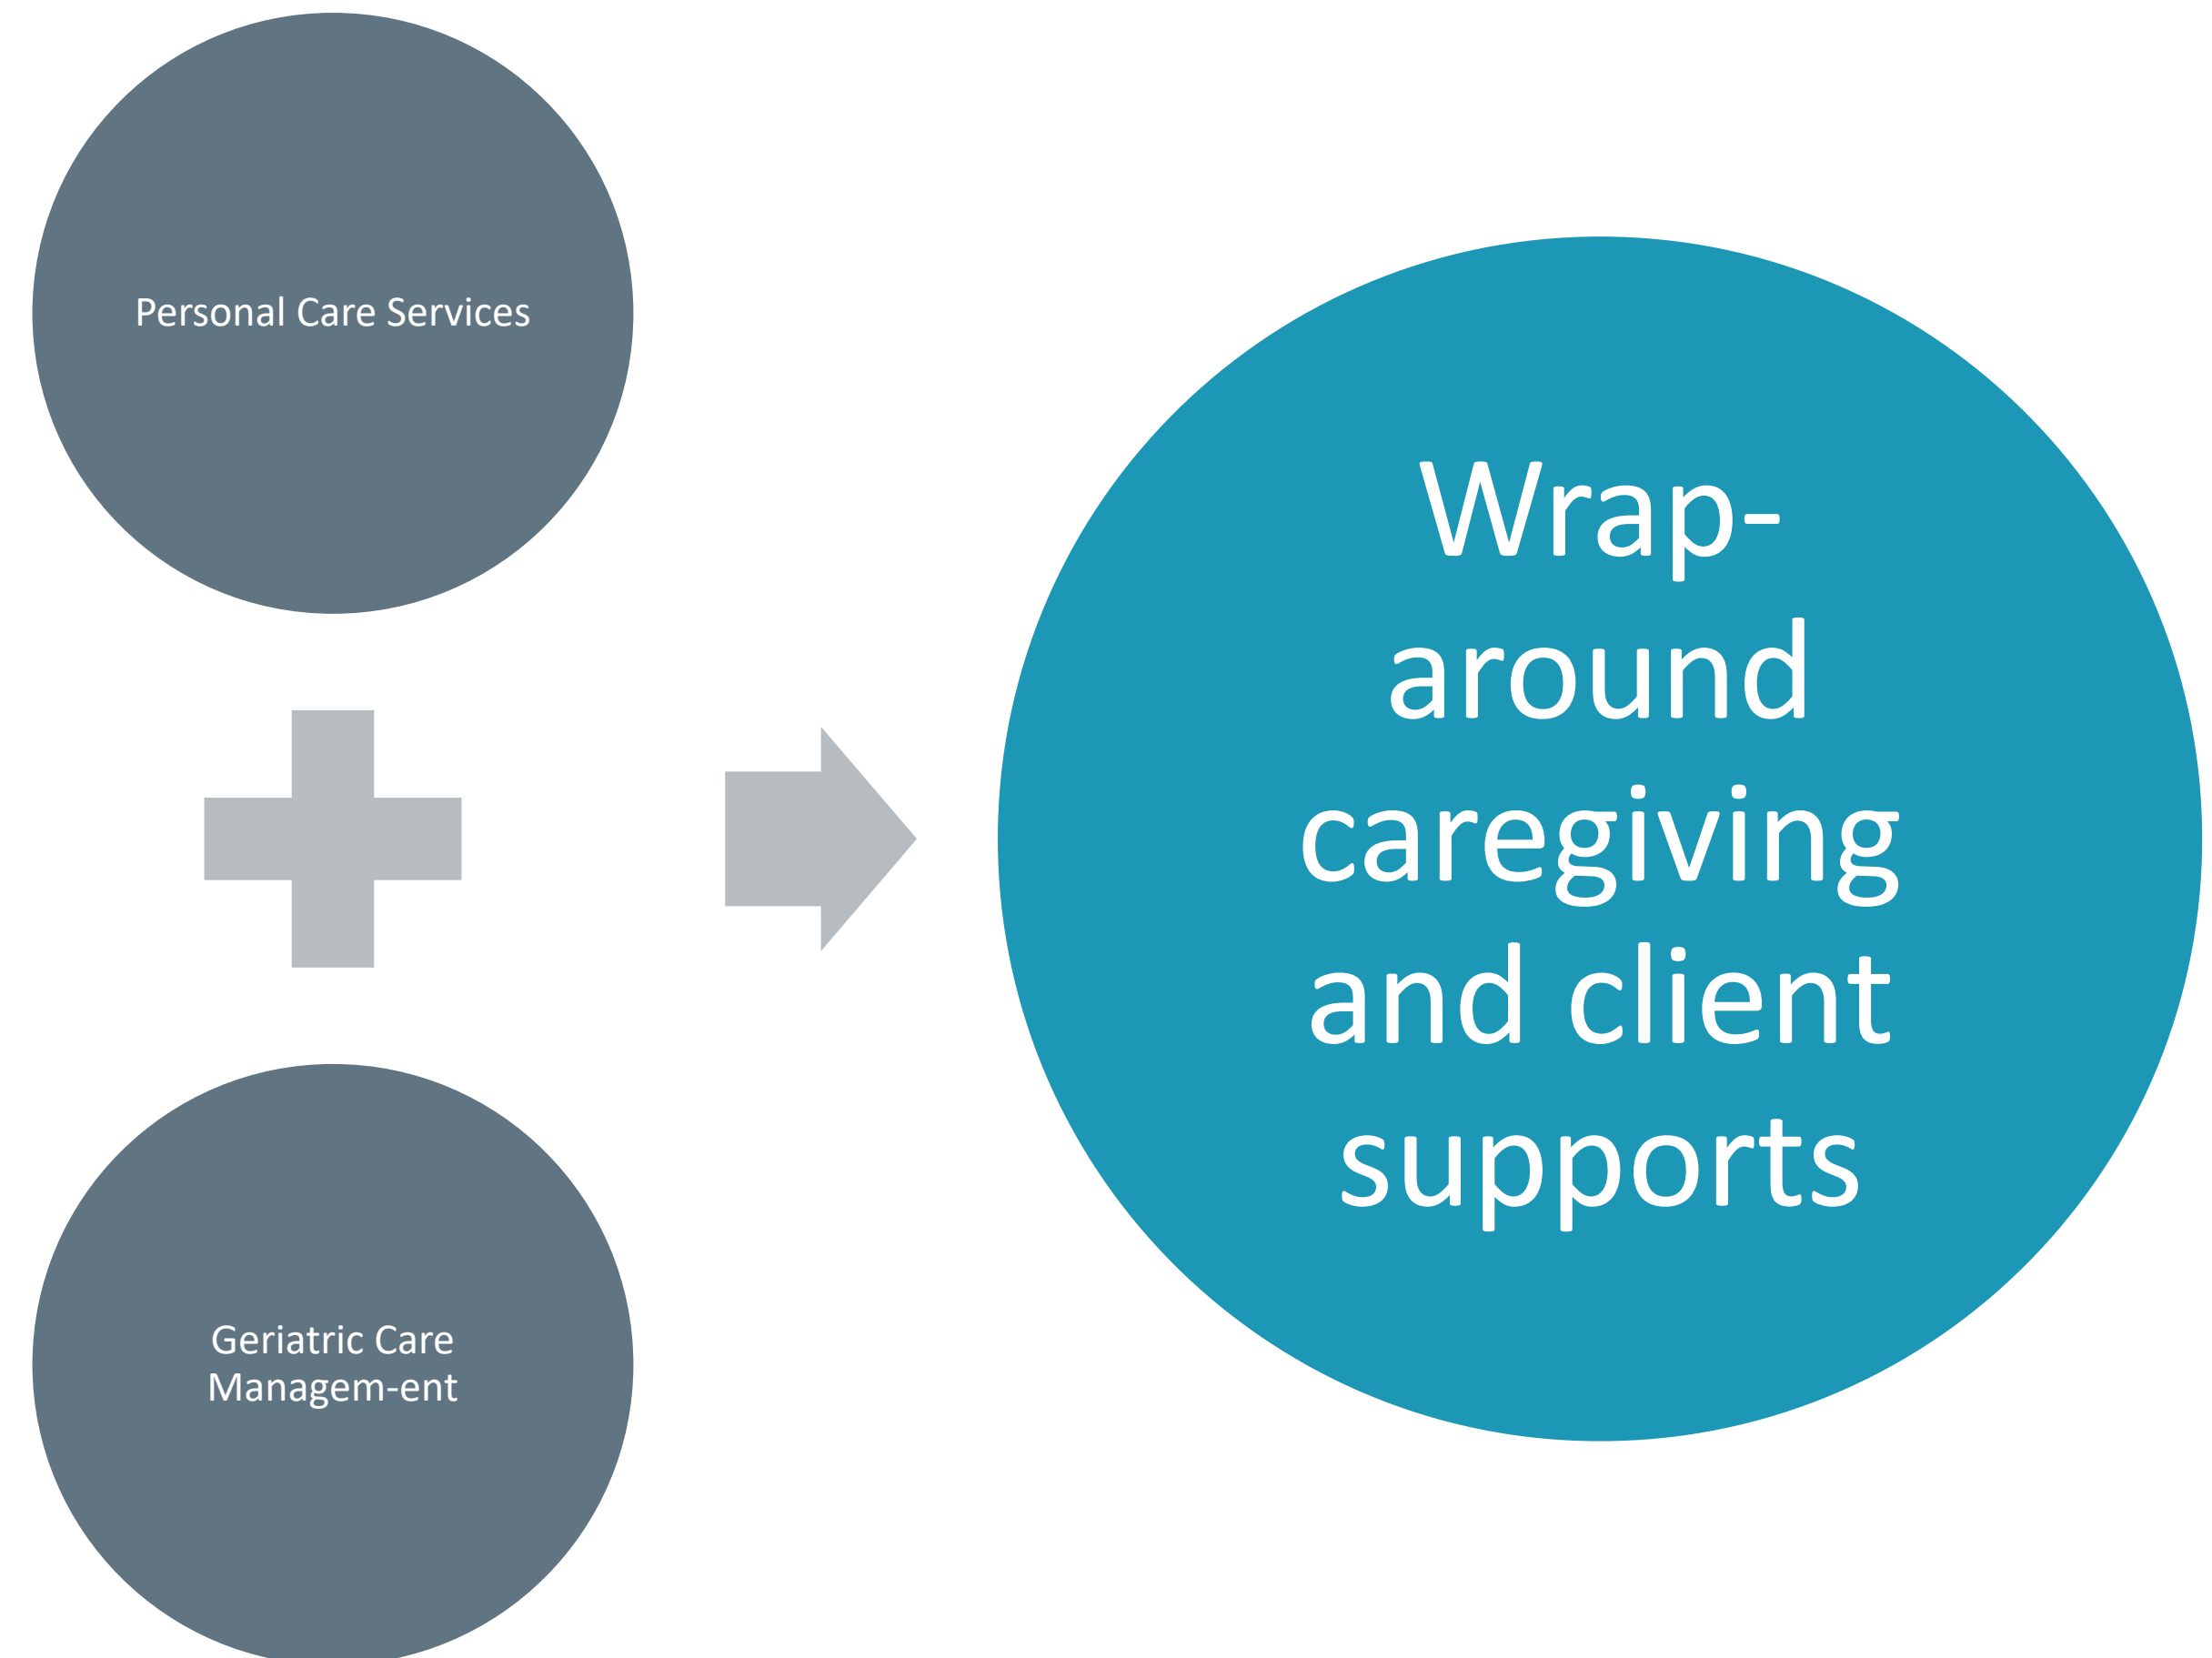 Personal Care Services
Geriatric Care
Managem-ent
Wrap-
around
caregiving
and client
supports